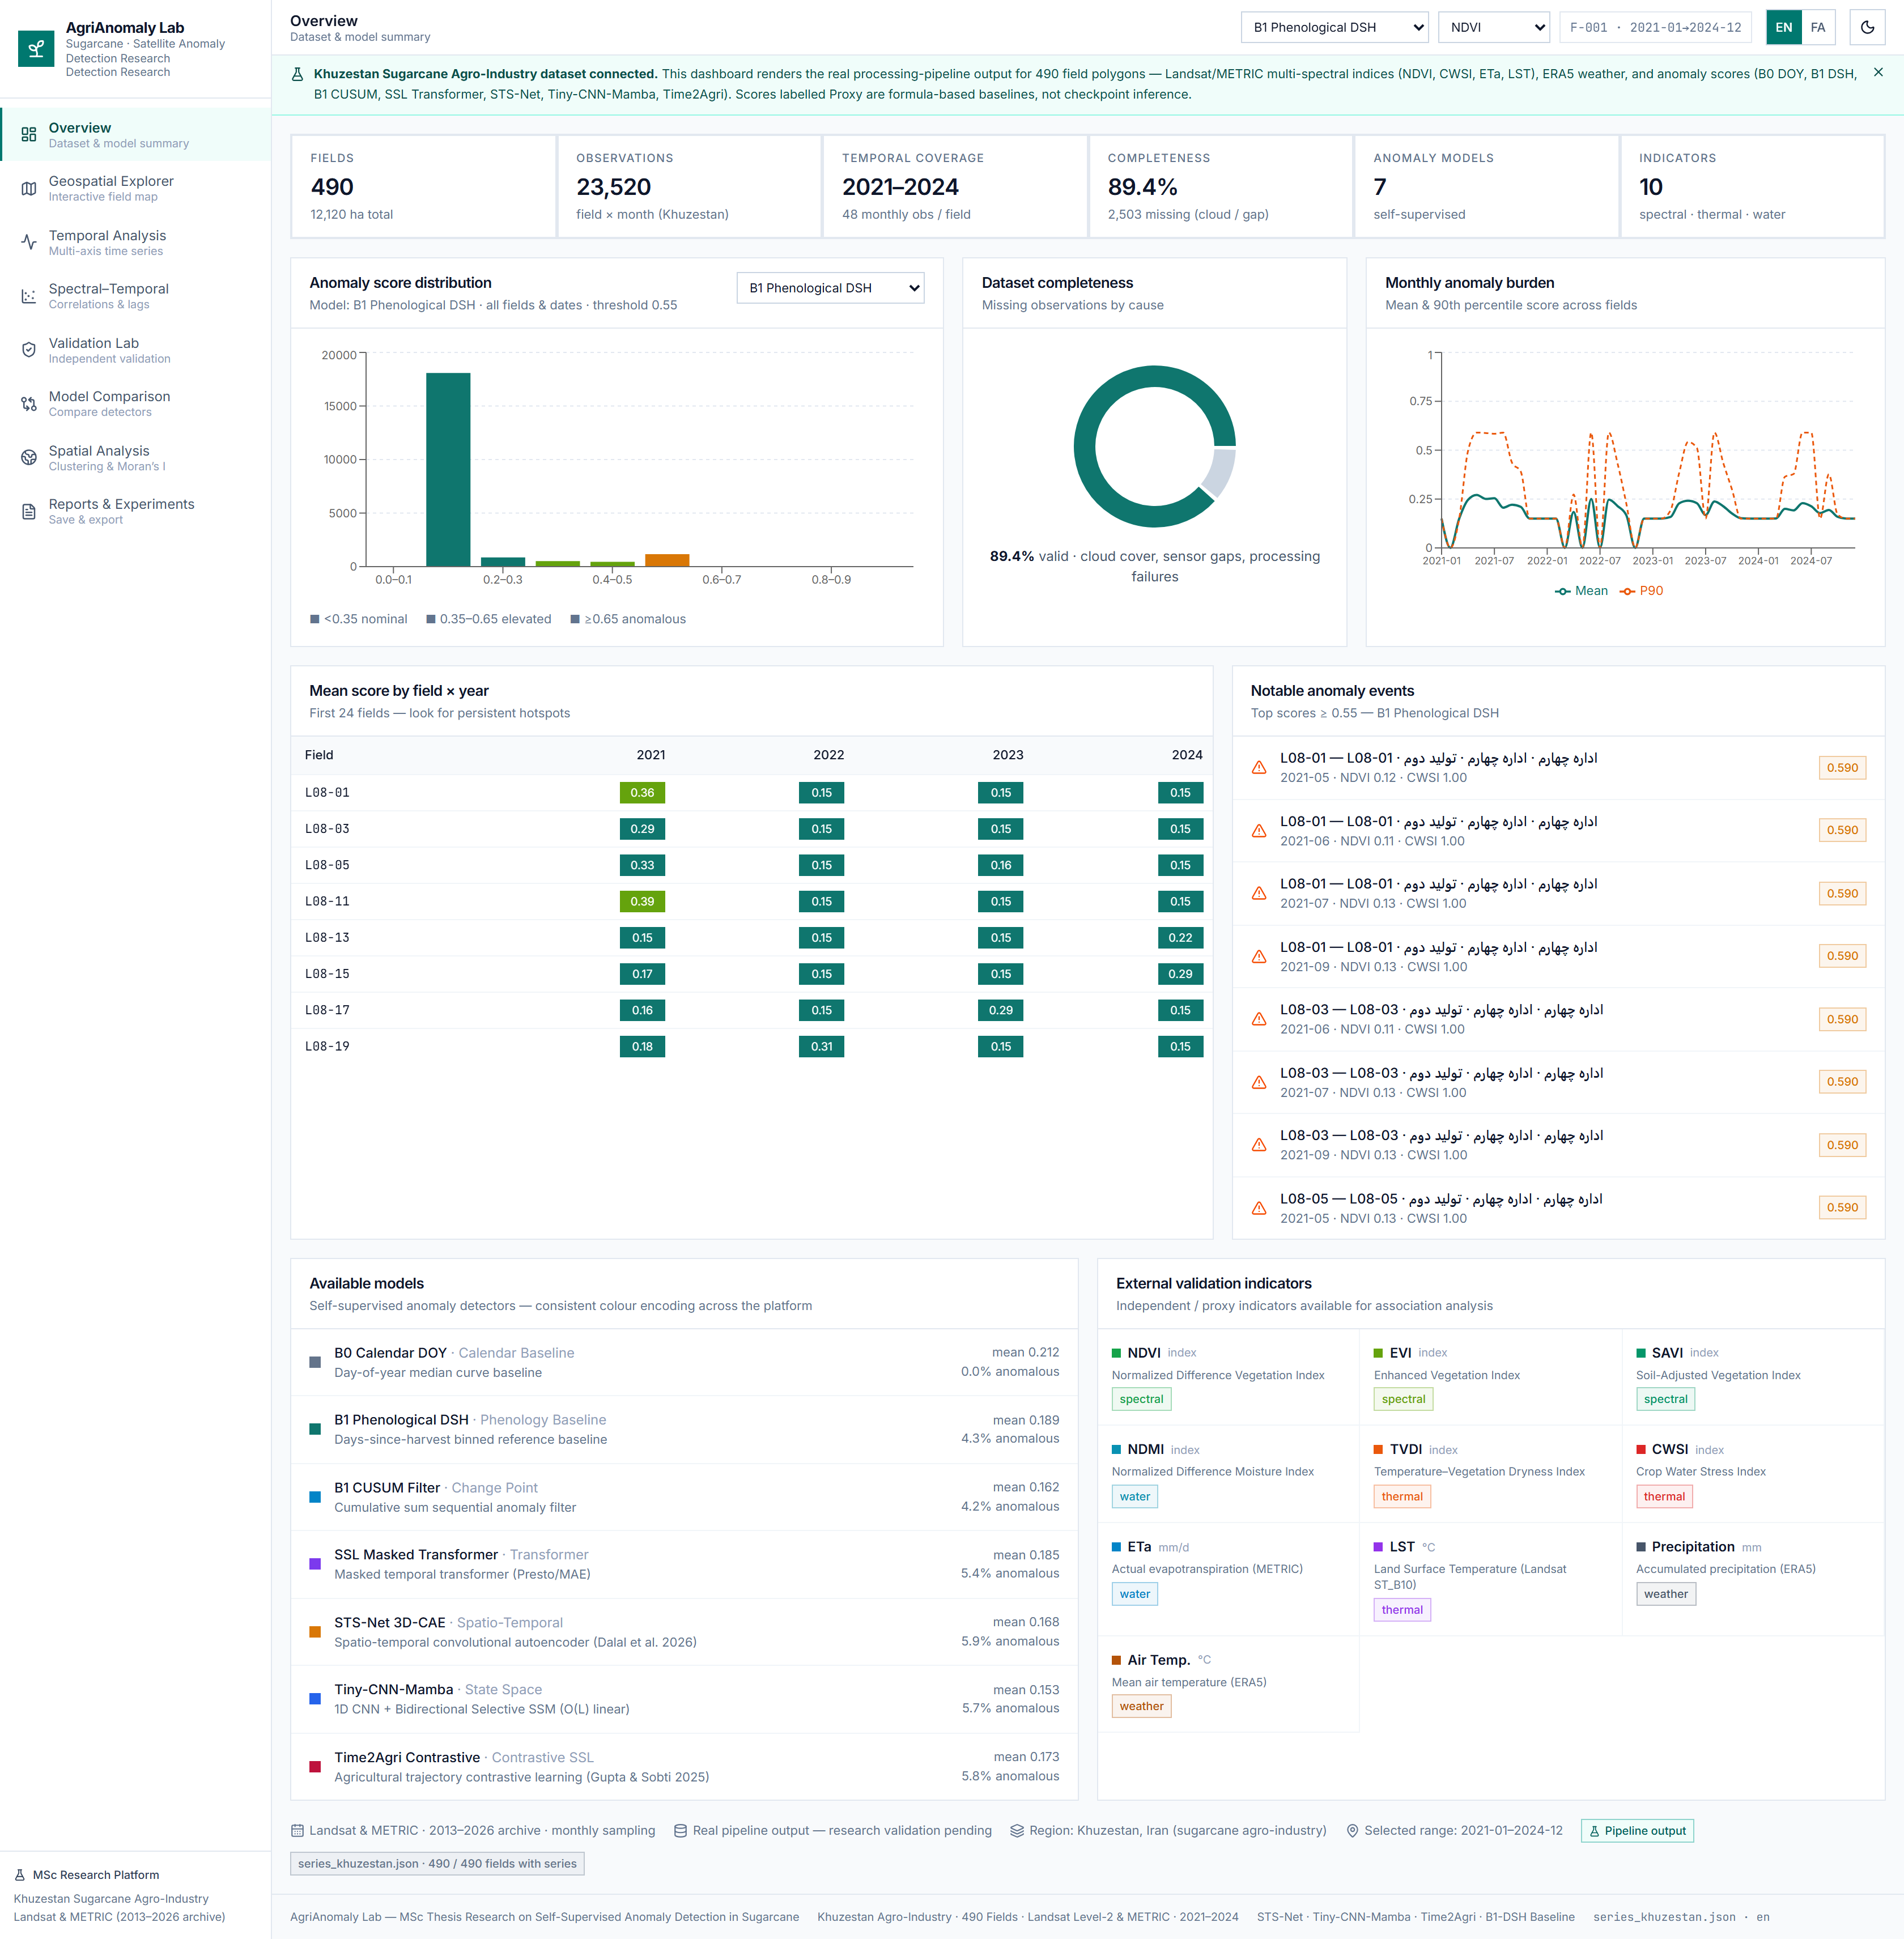 AgriAnomaly Lab
Sugarcane · Satellite Anomaly
Detection Research
Detection Research
Overview
Dataset & model summary
Geospatial Explorer
Interactive field map
Temporal Analysis
Multi-axis time series
Spectral–Temporal
Correlations & lags
Validation Lab
Independent validation
Model Comparison
Compare detectors
Spatial Analysis
Clustering & Moran's I
Reports & Experiments
Save & export
MSc Research Platform
Khuzestan Sugarcane Agro-Industry
Landsat & METRIC (2013–2026 archive)
Overview
Dataset & model summary
B1 Phenological DSH
NDVI
F-001 · 2021-01→2024-12
EN FA
Khuzestan Sugarcane Agro-Industry dataset connected. This dashboard renders the real processing-pipeline output for 490 field polygons — Landsat/METRIC multi-spectral indices (NDVI, CWSI, ETa, LST), ERA5 weather, and anomaly scores (B0 DOY, B1 DSH,
B1 CUSUM, SSL Transformer, STS-Net, Tiny-CNN-Mamba, Time2Agri). Scores labelled Proxy are formula-based baselines, not checkpoint inference.
FIELDS
490
12,120 ha total
OBSERVATIONS
23,520
field × month (Khuzestan)
TEMPORAL COVERAGE
2021–2024
48 monthly obs / field
COMPLETENESS
89.4%
2,503 missing (cloud / gap)
ANOMALY MODELS
7
self-supervised
INDICATORS
10
spectral · thermal · water
Anomaly score distribution
Model: B1 Phenological DSH · all fields & dates · threshold 0.55
B1 Phenological DSH
20000
15000
10000
5000
0
0.0–0.1 0.2–0.3 0.4–0.5 0.6–0.7 0.8–0.9
<0.35 nominal 0.35–0.65 elevated ≥0.65 anomalous
Dataset completeness
Missing observations by cause
89.4% valid · cloud cover, sensor gaps, processing
failures
Monthly anomaly burden
Mean & 90th percentile score across fields
1
0.75
0.5
0.25
0
2021-01 2021-07 2022-01 2022-07 2023-01 2023-07 2024-01 2024-07
Mean P90
Mean score by field × year
First 24 fields — look for persistent hotspots
Field 2021 2022 2023 2024
L08-01 0.36 0.15 0.15 0.15
L08-03 0.29 0.15 0.15 0.15
L08-05 0.33 0.15 0.16 0.15
L08-11 0.39 0.15 0.15 0.15
L08-13 0.15 0.15 0.15 0.22
L08-15 0.17 0.15 0.15 0.29
L08-17 0.16 0.15 0.29 0.15
L08-19 0.18 0.31 0.15 0.15
Notable anomaly events
Top scores ≥ 0.55 — B1 Phenological DSH
L08-01 — L08-01 · اداره چهارم · اداره چهارم · تولید دوم
0.590
2021-05 · NDVI 0.12 · CWSI 1.00
L08-01 — L08-01 · اداره چهارم · اداره چهارم · تولید دوم
0.590
2021-06 · NDVI 0.11 · CWSI 1.00
L08-01 — L08-01 · اداره چهارم · اداره چهارم · تولید دوم
0.590
2021-07 · NDVI 0.13 · CWSI 1.00
L08-01 — L08-01 · اداره چهارم · اداره چهارم · تولید دوم
0.590
2021-09 · NDVI 0.13 · CWSI 1.00
L08-03 — L08-03 · اداره چهارم · اداره چهارم · تولید دوم
0.590
2021-06 · NDVI 0.11 · CWSI 1.00
L08-03 — L08-03 · اداره چهارم · اداره چهارم · تولید دوم
0.590
2021-07 · NDVI 0.13 · CWSI 1.00
L08-03 — L08-03 · اداره چهارم · اداره چهارم · تولید دوم
0.590
2021-09 · NDVI 0.13 · CWSI 1.00
L08-05 — L08-05 · اداره چهارم · اداره چهارم · تولید دوم
0.590
2021-05 · NDVI 0.13 · CWSI 1.00
Available models
Self-supervised anomaly detectors — consistent colour encoding across the platform
B0 Calendar DOY · Calendar Baseline mean 0.212
Day-of-year median curve baseline 0.0% anomalous
B1 Phenological DSH · Phenology Baseline mean 0.189
Days-since-harvest binned reference baseline 4.3% anomalous
B1 CUSUM Filter · Change Point mean 0.162
Cumulative sum sequential anomaly filter 4.2% anomalous
SSL Masked Transformer · Transformer mean 0.185
Masked temporal transformer (Presto/MAE) 5.4% anomalous
STS-Net 3D-CAE · Spatio-Temporal mean 0.168
Spatio-temporal convolutional autoencoder (Dalal et al. 2026) 5.9% anomalous
Tiny-CNN-Mamba · State Space mean 0.153
1D CNN + Bidirectional Selective SSM (O(L) linear) 5.7% anomalous
Time2Agri Contrastive · Contrastive SSL mean 0.173
Agricultural trajectory contrastive learning (Gupta & Sobti 2025) 5.8% anomalous
External validation indicators
Independent / proxy indicators available for association analysis
NDVI index
Normalized Difference Vegetation Index
spectral
EVI index
Enhanced Vegetation Index
spectral
SAVI index
Soil-Adjusted Vegetation Index
spectral
NDMI index
Normalized Difference Moisture Index
water
TVDI index
Temperature–Vegetation Dryness Index
thermal
CWSI index
Crop Water Stress Index
thermal
ETa mm/d
Actual evapotranspiration (METRIC)
water
LST °C
Land Surface Temperature (Landsat
ST_B10)
thermal
Precipitation mm
Accumulated precipitation (ERA5)
weather
Air Temp. °C
Mean air temperature (ERA5)
weather
Landsat & METRIC · 2013–2026 archive · monthly sampling Real pipeline output — research validation pending Region: Khuzestan, Iran (sugarcane agro-industry) Selected range: 2021-01–2024-12 Pipeline output
series_khuzestan.json · 490 / 490 fields with series
AgriAnomaly Lab — MSc Thesis Research on Self-Supervised Anomaly Detection in Sugarcane Khuzestan Agro-Industry · 490 Fields · Landsat Level-2 & METRIC · 2021–2024 STS-Net · Tiny-CNN-Mamba · Time2Agri · B1-DSH Baseline series_khuzestan.json · en